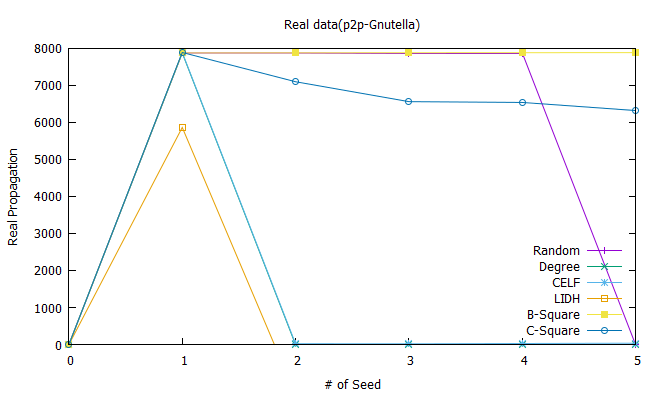 Real data(p2p-Gnutella)
8000
7000
6000
5000
4000
3000
2000
1000
0
Real Propagation
Random
Degree
CELF
LIDH
B-Square
C-Square
0 1 2 3 4 5
# of Seed